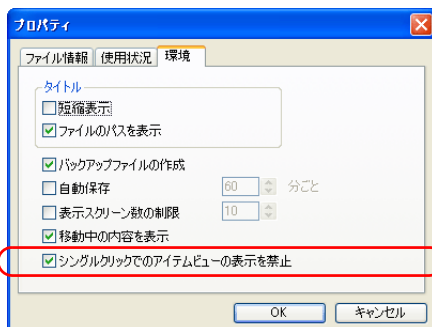 プロパティ
ファイル情報 使用状況 環境
タイトル
短縮表示
ファイルのパスを表示
バックアップファイルの作成
自動保存 60 分ごと
表示スクリーン数の制限 10
移動中の内容を表示
シングルクリックでのアイテムビューの表示を禁止
OK キャンセル